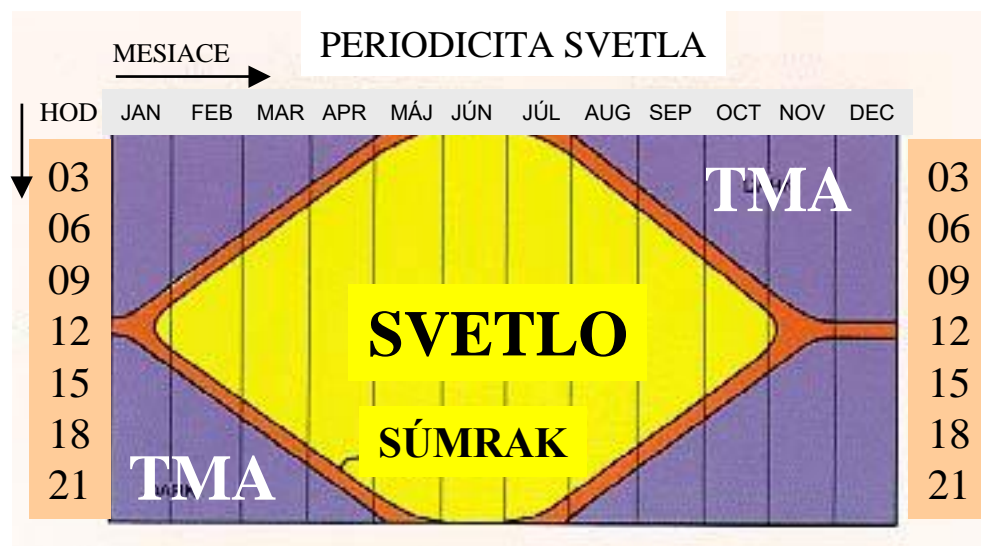 PERIODICITA SVETLA
MESIACE
HOD JAN FEB MAR APR MÁJ JÚN JÚL AUG SEP OCT NOV DEC
03 TMA 03
06 06
09 09
12 SVETLO 12
15 15
18 SÚMRAK 18
21 TMA 21